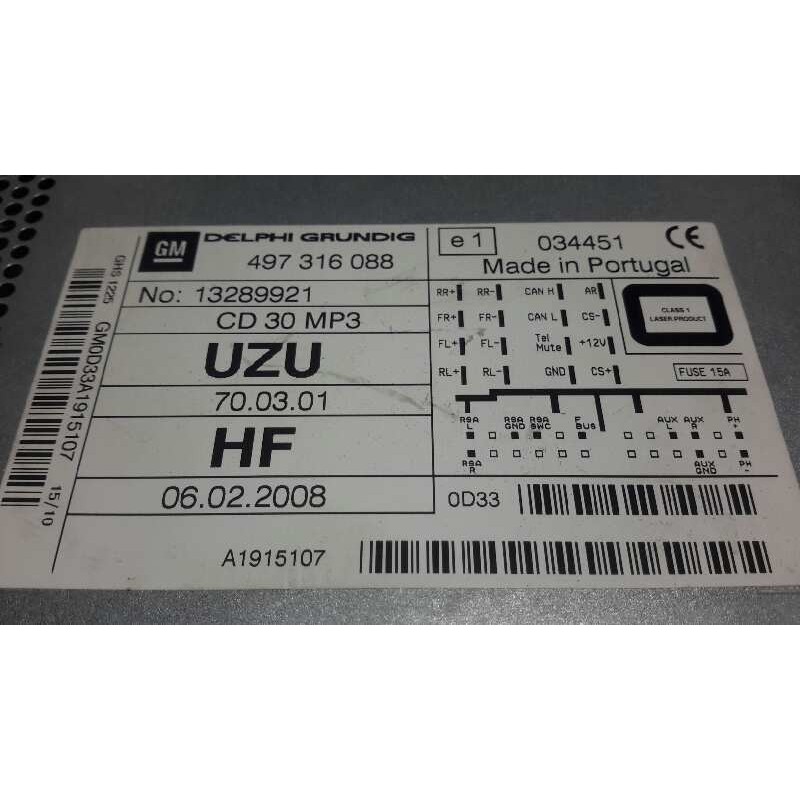 GM DELPHI GRUNDIG
497 316 088
No: 13289921
CD 30 MP3
UZU
70.03.01
HF
06.02.2008
A1915107
e 1 034451 CE
Made in Portugal
RR+ RR- CAN H AR
FR+ FR- CAN L CS-
FL+ FL- Tel Mute +12V
RL+ RL- GND CS+
CLASS 1
LASER PRODUCT
FUSE 15A
RSA L RSA GND RSA SWC F BUS AUX L AUX R PH +
RSA R AUX GND PH -
0D33
GHS 1225
GM0D33A1915107
15/10